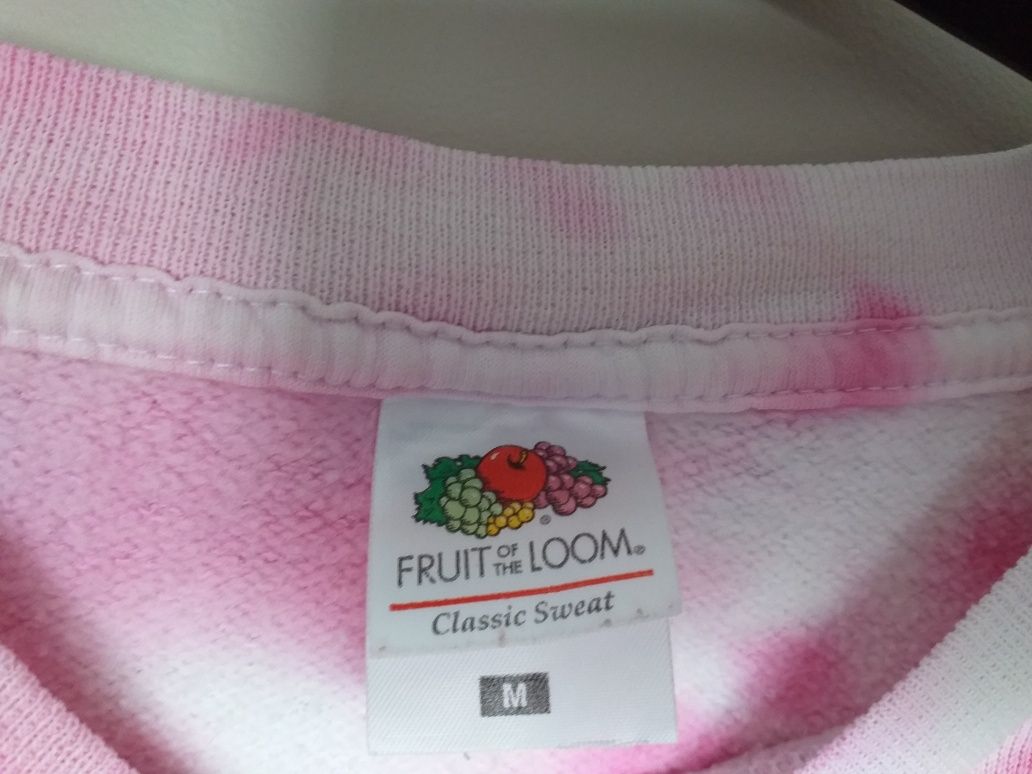 FRUIT OF THE LOOM®
Classic Sweat
M